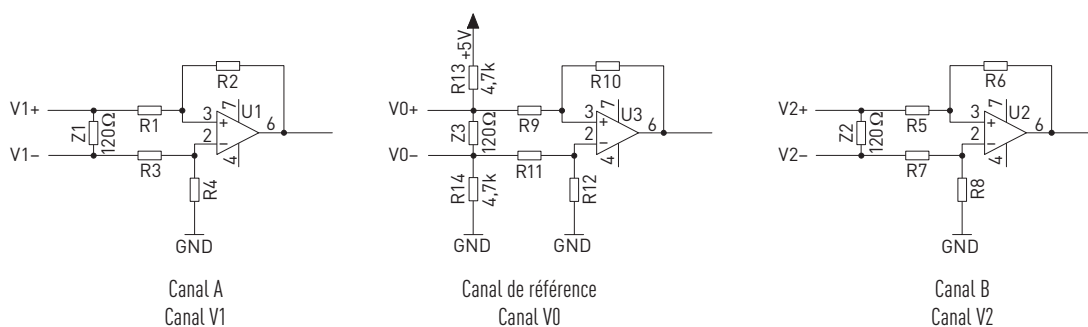 V1+
V1−
Z1
120Ω
R1
R3
R2
R4
3
2
7
4
6
U1
GND
Canal A
Canal V1
+5V
R13
4,7k
V0+
V0−
Z3
120Ω
R14
4,7k
GND
R9
R11
R10
R12
3
2
7
4
6
U3
GND
Canal de référence
Canal V0
V2+
V2−
Z2
120Ω
R5
R7
R6
R8
3
2
7
4
6
U2
GND
Canal B
Canal V2